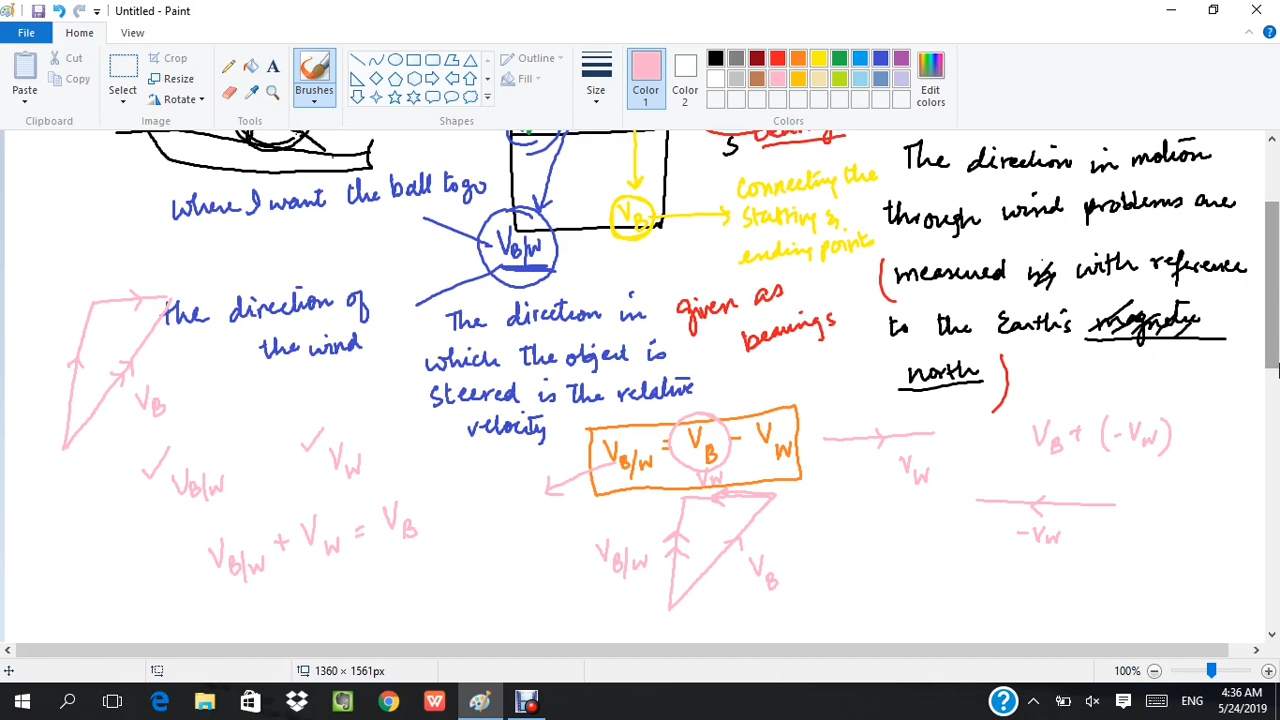 Untitled - Paint
File
Home
View
Paste
Cut
Copy
Clipboard
Select
Crop
Resize
Rotate
Image
Tools
Brushes
Outline
Fill
Shapes
Size
Color
1
Color
2
Edit
colors
Colors
where I want the ball to go
VB/W
the direction of
the wind
The direction in
which the object is
steered is the relative
velocity
given as
bearings
S bearing
VB
Connecting the
starting &
ending points
The direction in motion
through wind problems are
(measured is with reference
to the Earth's magnetic
north)
VB
✓ VB/W
✓ VW
VB/W + VW = VB
VB/W = VB - VW
VW
VB/W
VB
VW
VB + (-VW)
-VW
1360 × 1561px
100%
ENG
4:36 AM
5/24/2019